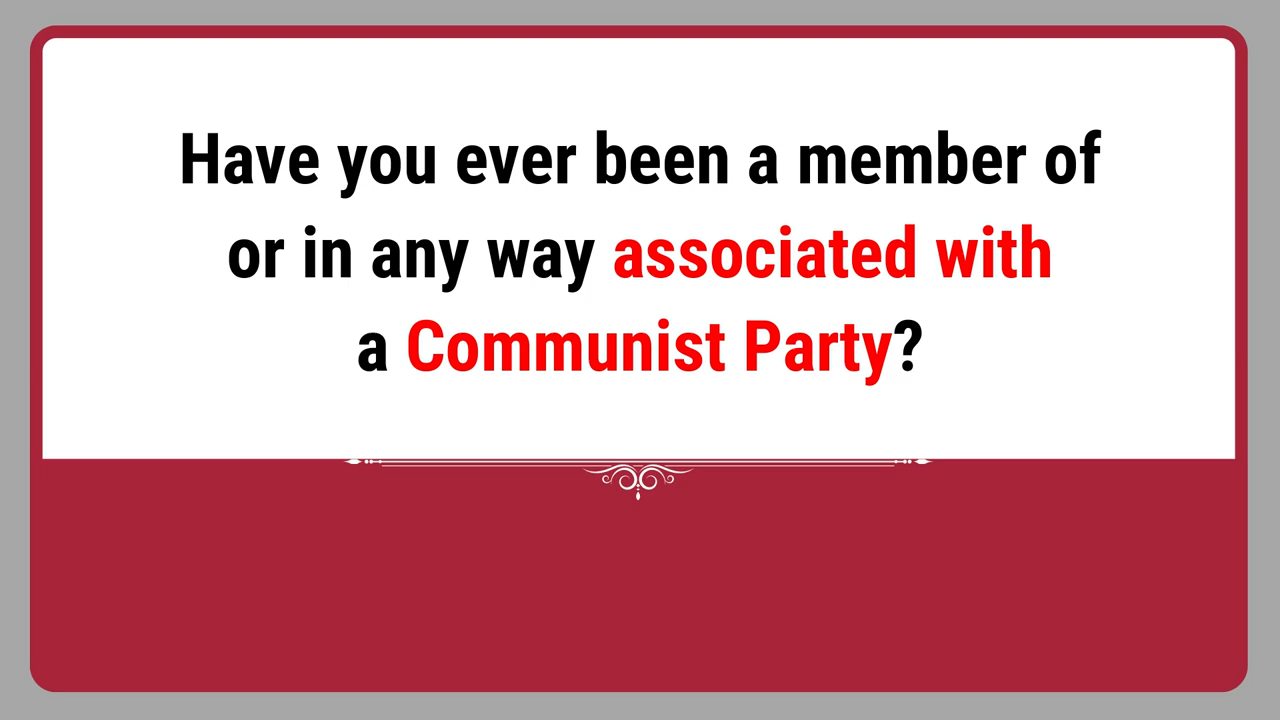 Have you ever been a member of
or in any way associated with
a Communist Party?